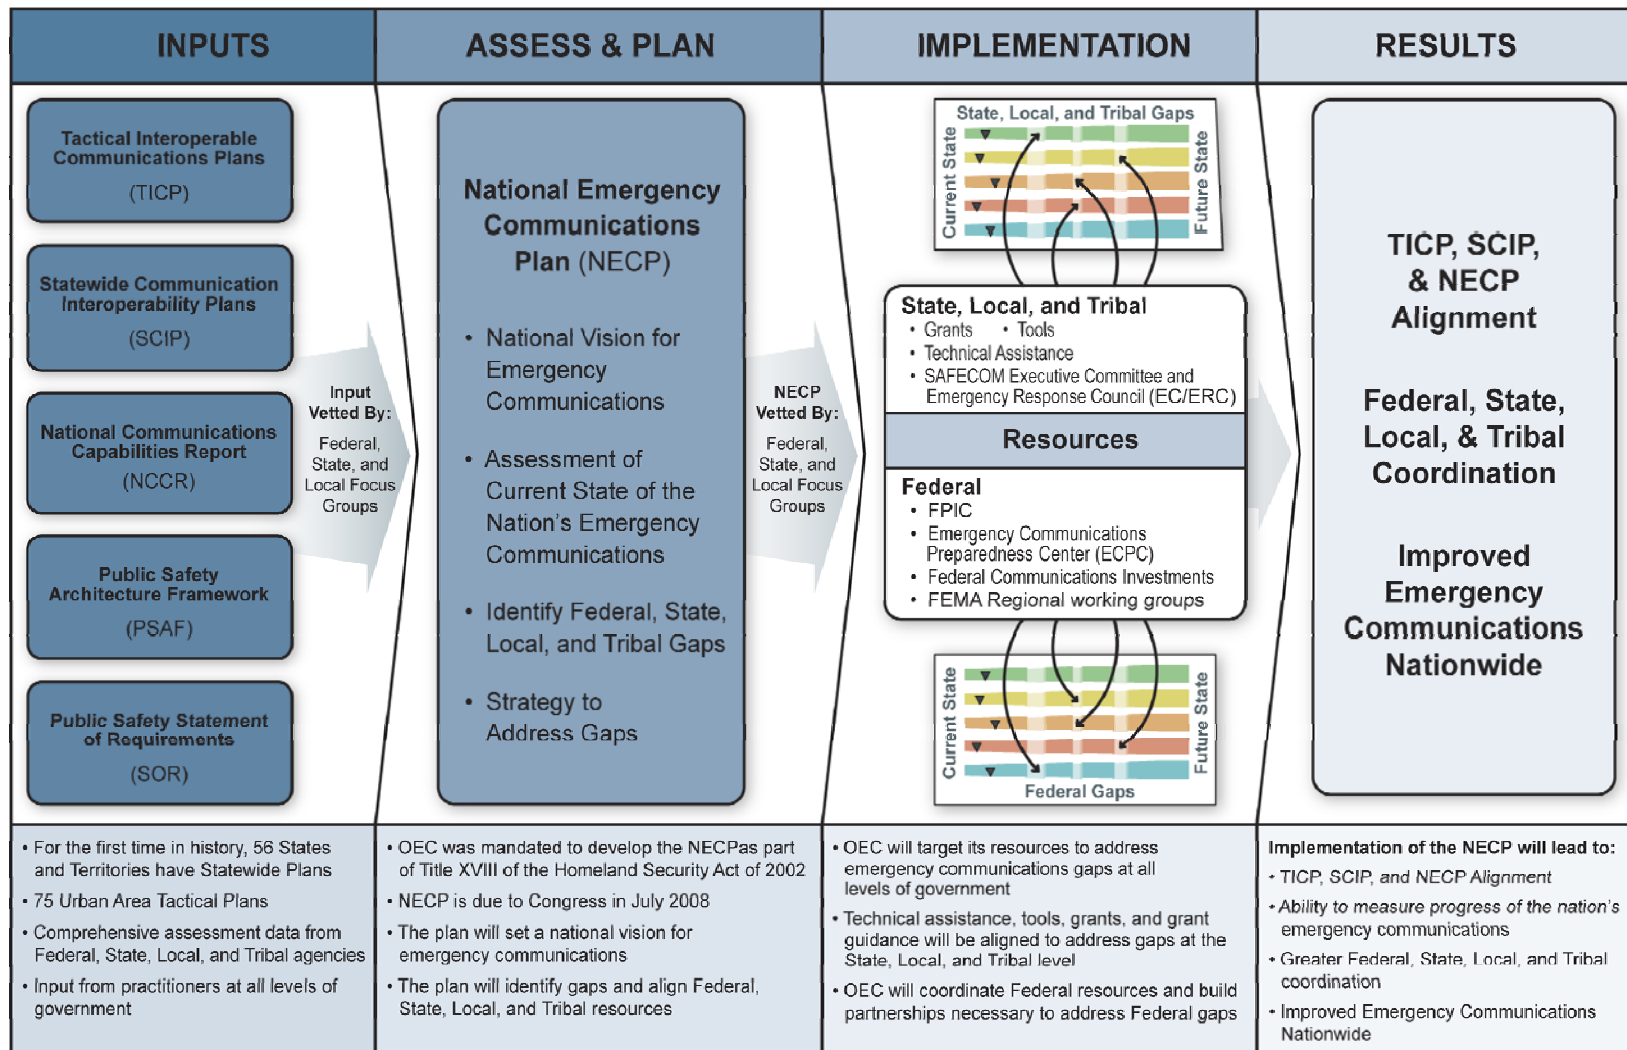 INPUTS
ASSESS & PLAN
IMPLEMENTATION
RESULTS
Tactical Interoperable
Communications Plans
(TICP)
Statewide Communication
Interoperability Plans
(SCIP)
National Communications
Capabilities Report
(NCCR)
Public Safety
Architecture Framework
(PSAF)
Public Safety Statement
of Requirements
(SOR)
Input
Vetted By:
Federal,
State, and
Local Focus
Groups
National Emergency
Communications
Plan (NECP)
• National Vision for
Emergency
Communications
• Assessment of
Current State of the
Nation's Emergency
Communications
• Identify Federal, State,
Local, and Tribal Gaps
• Strategy to
Address Gaps
NECP
Vetted By:
Federal,
State, and
Local Focus
Groups
State, Local, and Tribal Gaps
Current State
Future State
State, Local, and Tribal
• Grants • Tools
• Technical Assistance
• SAFECOM Executive Committee and
Emergency Response Council (EC/ERC)
Resources
Federal
• FPIC
• Emergency Communications
Preparedness Center (ECPC)
• Federal Communications Investments
• FEMA Regional working groups
Current State
Future State
Federal Gaps
TICP, SCIP,
& NECP
Alignment
Federal, State,
Local, & Tribal
Coordination
Improved
Emergency
Communications
Nationwide
• For the first time in history, 56 States
and Territories have Statewide Plans
• 75 Urban Area Tactical Plans
• Comprehensive assessment data from
Federal, State, Local, and Tribal agencies
• Input from practitioners at all levels of
government
• OEC was mandated to develop the NECPas part
of Title XVIII of the Homeland Security Act of 2002
• NECP is due to Congress in July 2008
• The plan will set a national vision for
emergency communications
• The plan will identify gaps and align Federal,
State, Local, and Tribal resources
• OEC will target its resources to address
emergency communications gaps at all
levels of government
• Technical assistance, tools, grants, and grant
guidance will be aligned to address gaps at the
State, Local, and Tribal level
• OEC will coordinate Federal resources and build
partnerships necessary to address Federal gaps
Implementation of the NECP will lead to:
• TICP, SCIP, and NECP Alignment
• Ability to measure progress of the nation's
emergency communications
• Greater Federal, State, Local, and Tribal
coordination
• Improved Emergency Communications
Nationwide